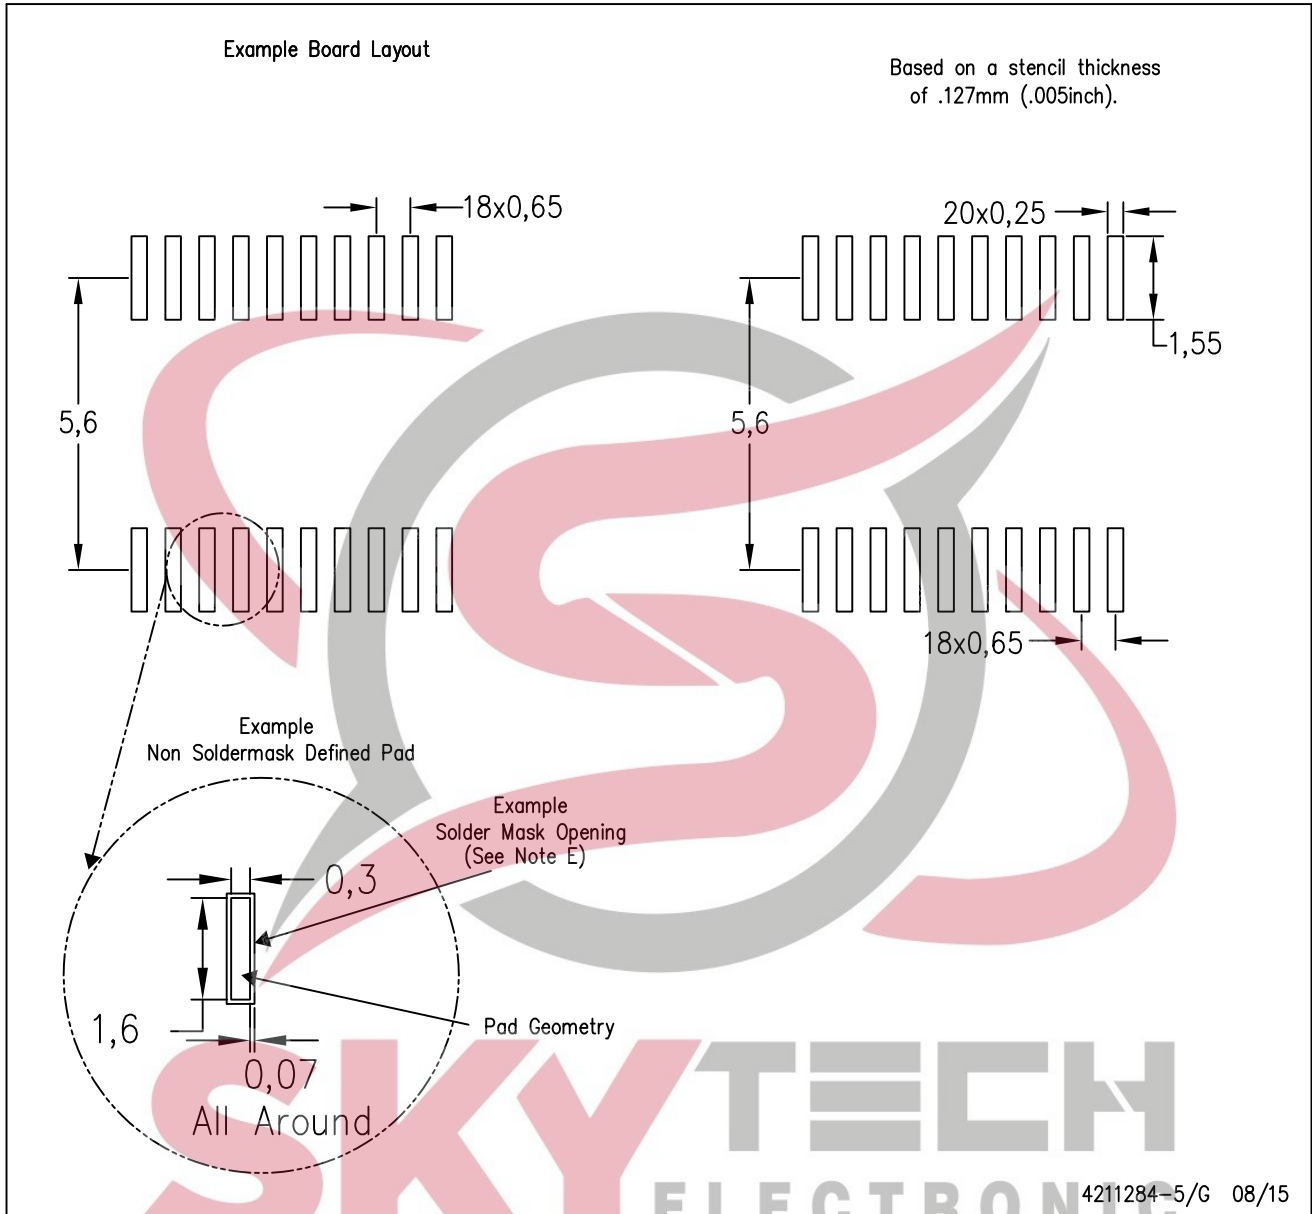 Example Board Layout
Based on a stencil thickness
of .127mm (.005inch).
18x0,65
20x0,25
1,55
5,6
5,6
18x0,65
Example
Non Soldermask Defined Pad
Example
Solder Mask Opening
(See Note E)
0,3
1,6
Pad Geometry
0,07
All Around
SKYTECH
ELECTRONIC
4211284-5/G 08/15